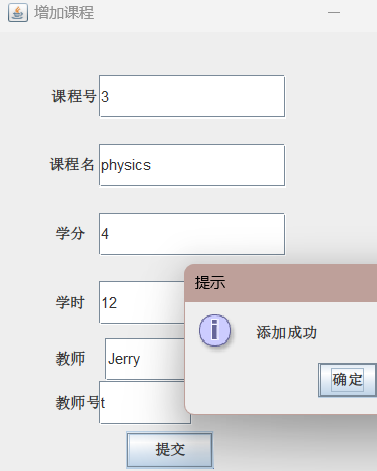 增加课程
课程号 3
课程名 physics
学分 4
学时 12
提示
添加成功
确定
教师 Jerry
教师号 t
提交